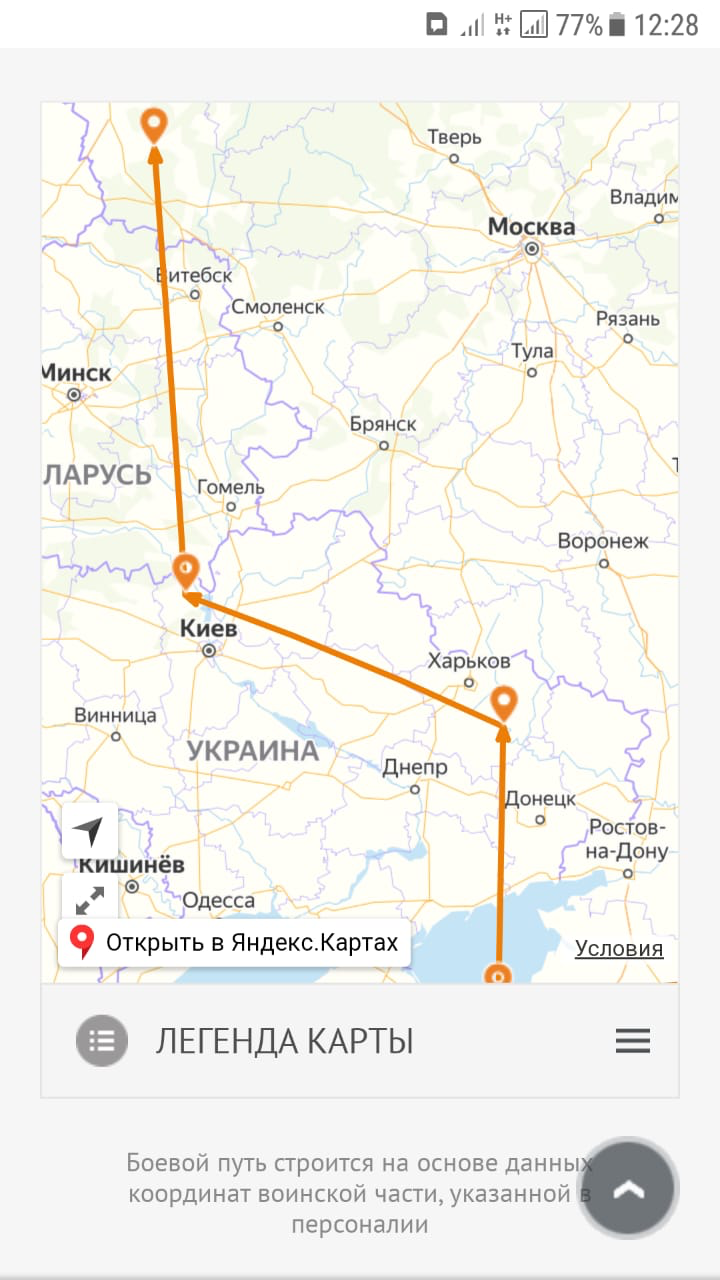 H+ 77% 12:28
Тверь
Владим
Москва
Витебск
Смоленск
Рязань
Тула
Минск
Брянск
ЛАРУСЬ
Гомель
Воронеж
Киев
Харьков
Винница
УКРАИНА
Днепр
Донецк
Ростов-
на-Дону
Кишинёв
Одесса
Открыть в Яндекс.Картах
Условия
ЛЕГЕНДА КАРТЫ
Боевой путь строится на основе данных
координат воинской части, указанной в
персоналии